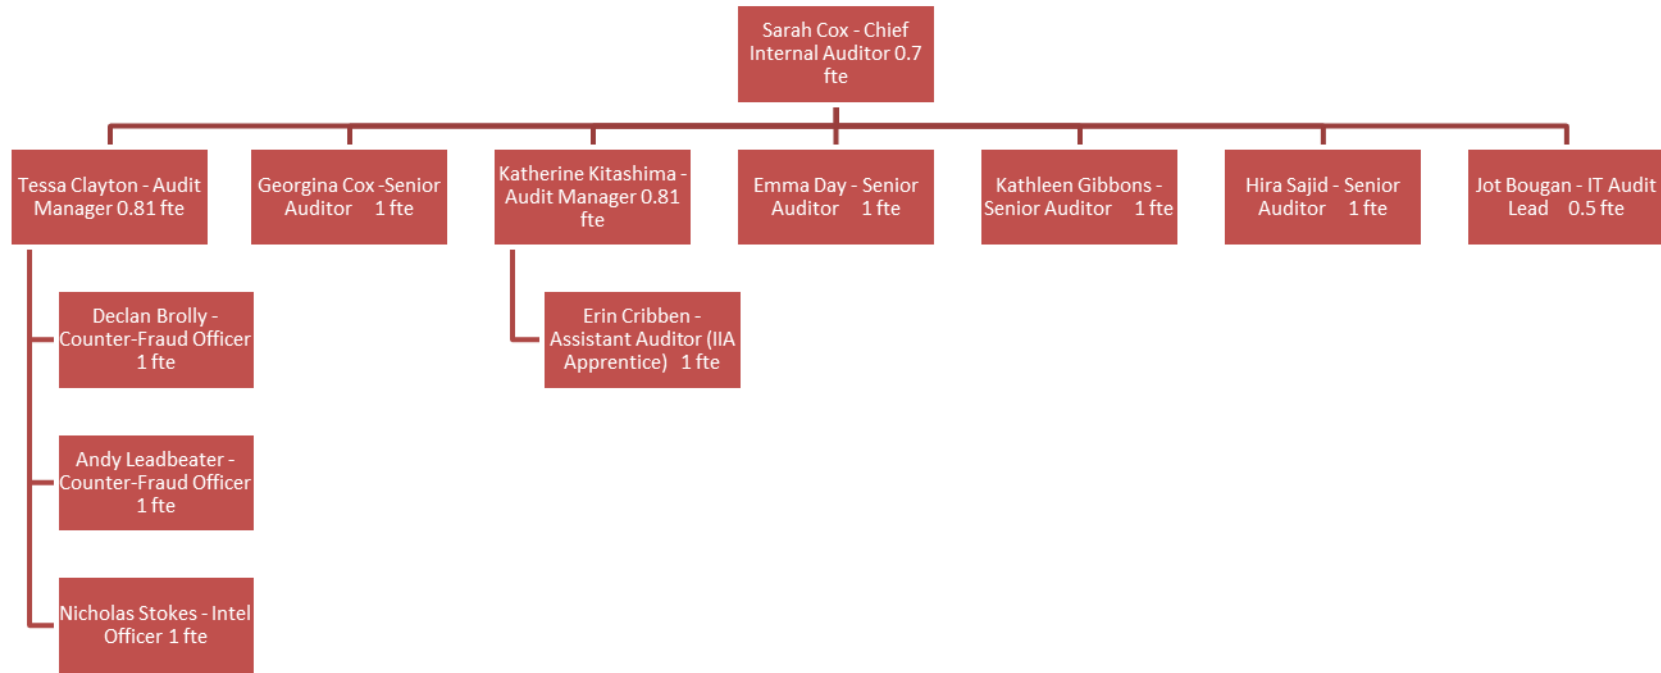 Sarah Cox - Chief
Internal Auditor 0.7
fte
Tessa Clayton - Audit
Manager 0.81 fte
Georgina Cox -Senior
Auditor 1 fte
Katherine Kitashima -
Audit Manager 0.81
fte
Emma Day - Senior
Auditor 1 fte
Kathleen Gibbons -
Senior Auditor 1 fte
Hira Sajid - Senior
Auditor 1 fte
Jot Bougan - IT Audit
Lead 0.5 fte
Declan Brolly -
Counter-Fraud Officer
1 fte
Erin Cribben -
Assistant Auditor (IIA
Apprentice) 1 fte
Andy Leadbeater -
Counter-Fraud Officer
1 fte
Nicholas Stokes - Intel
Officer 1 fte